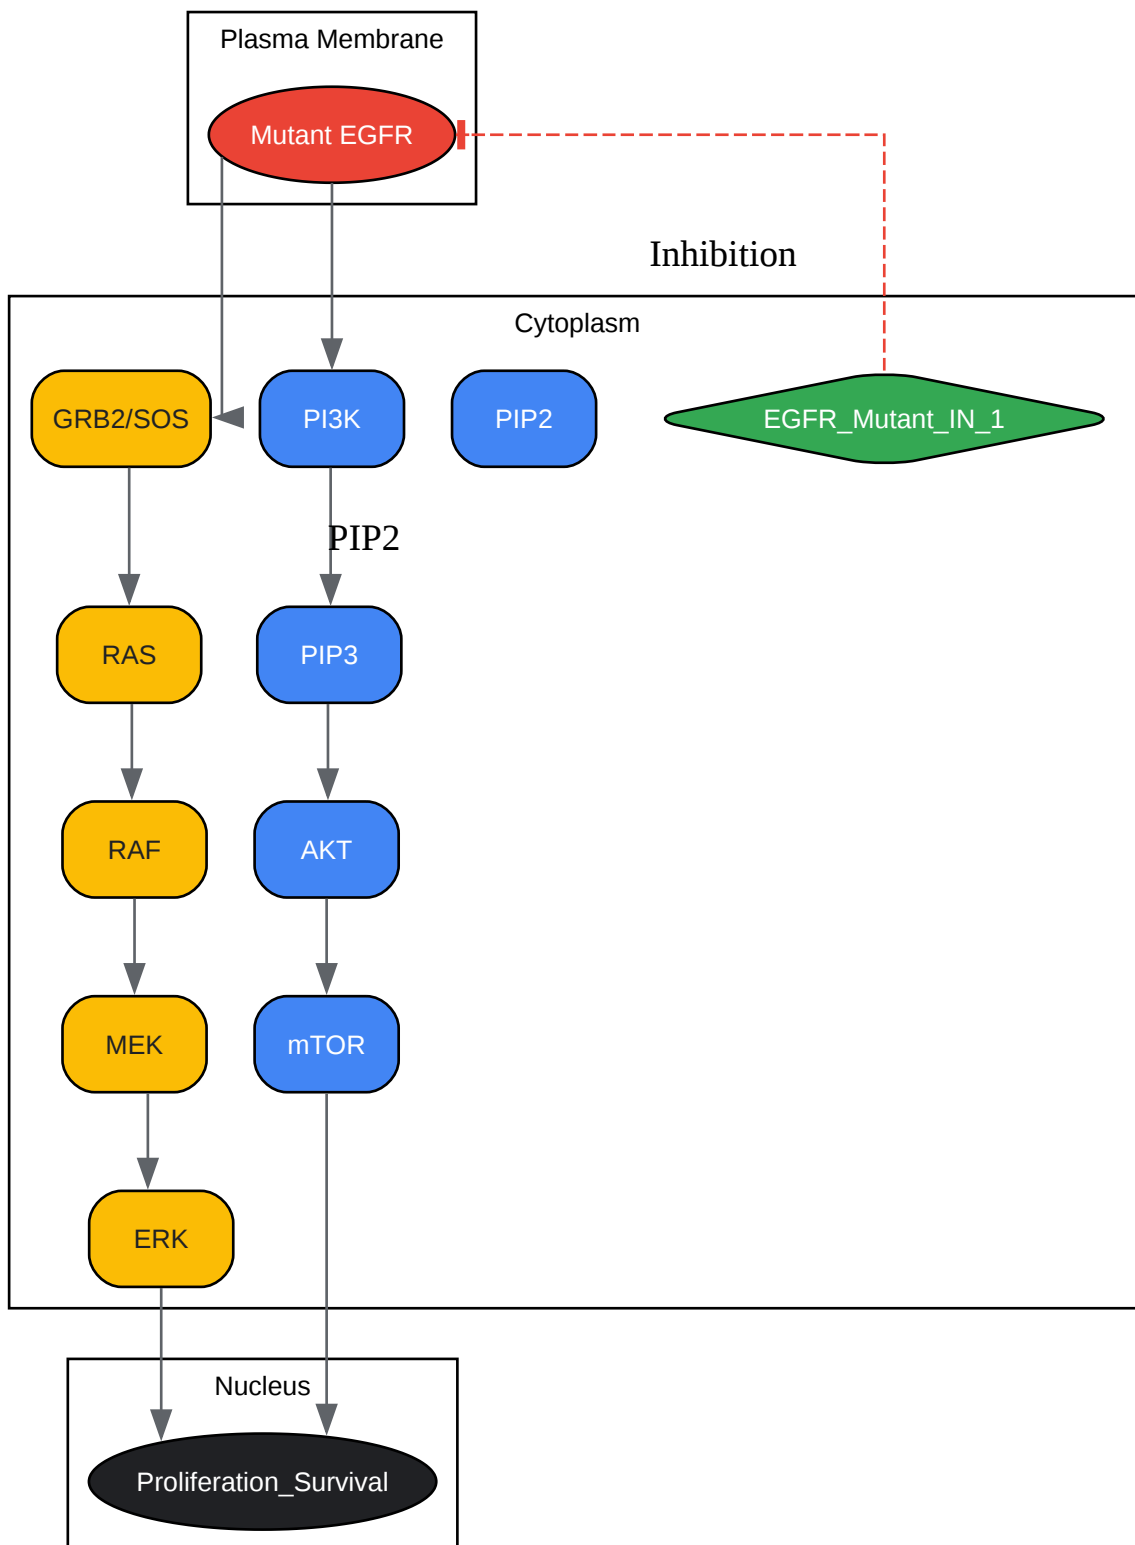 Plasma Membrane
Mutant EGFR
Inhibition
Cytoplasm
GRB2/SOS
PI3K
PIP2
EGFR_Mutant_IN_1
PIP2
RAS
PIP3
RAF
AKT
MEK
mTOR
ERK
Nucleus
Proliferation_Survival